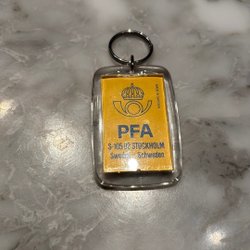 PFA
S-105 02 STOCKHOLM
Sweden, Schweden